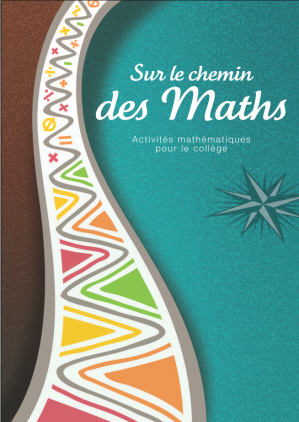 Sur le chemin
des Maths
Activités mathématiques
pour le collège